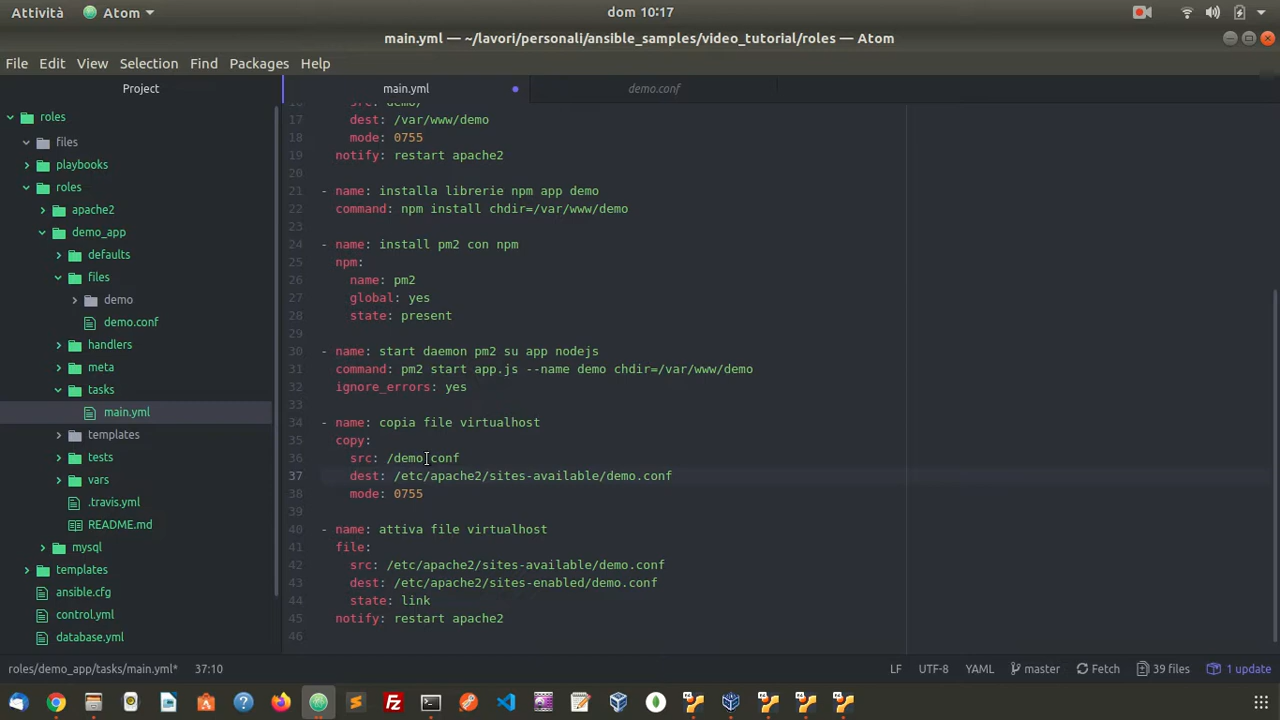 Attività
Atom
dom 10:17
main.yml — ~/lavori/personali/ansible_samples/video_tutorial/roles — Atom
File Edit View Selection Find Packages Help
Project
roles
files
playbooks
roles
apache2
demo_app
defaults
files
demo
demo.conf
handlers
meta
tasks
main.yml
templates
tests
vars
.travis.yml
README.md
mysql
templates
ansible.cfg
control.yml
database.yml
main.yml
demo.conf
17 dest: /var/www/demo
18 mode: 0755
19 notify: restart apache2
20
21 - name: installa librerie npm app demo
22 command: npm install chdir=/var/www/demo
23
24 - name: install pm2 con npm
25 npm:
26 name: pm2
27 global: yes
28 state: present
29
30 - name: start daemon pm2 su app nodejs
31 command: pm2 start app.js --name demo chdir=/var/www/demo
32 ignore_errors: yes
33
34 - name: copia file virtualhost
35 copy:
36 src: /demo.conf
37 dest: /etc/apache2/sites-available/demo.conf
38 mode: 0755
39
40 - name: attiva file virtualhost
41 file:
42 src: /etc/apache2/sites-available/demo.conf
43 dest: /etc/apache2/sites-enabled/demo.conf
44 state: link
45 notify: restart apache2
46
roles/demo_app/tasks/main.yml* 37:10
LF UTF-8 YAML master Fetch 39 files 1 update